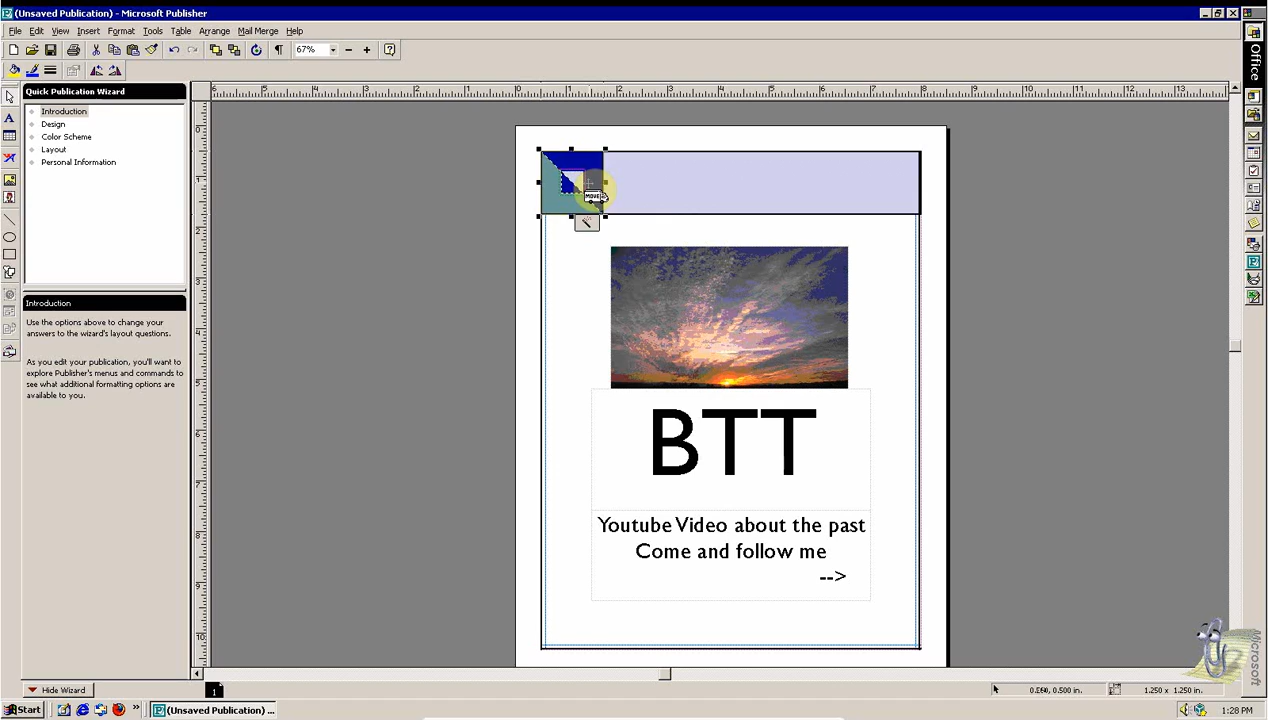 (Unsaved Publication) - Microsoft Publisher
File Edit View Insert Format Tools Table Arrange Mail Merge Help
67%
Quick Publication Wizard
Introduction
Design
Color Scheme
Layout
Personal Information
Introduction
Use the options above to change your
answers to the wizard's layout questions.
As you edit your publication, you'll want to
explore Publisher's menus and commands to
see what additional formatting options are
available to you.
MOVE
BTT
Youtube Video about the past
Come and follow me
-->
Office
Microsoft
Hide Wizard
1
1.250 x 1.250 in.
Start
(Unsaved Publication) ...
1:28 PM